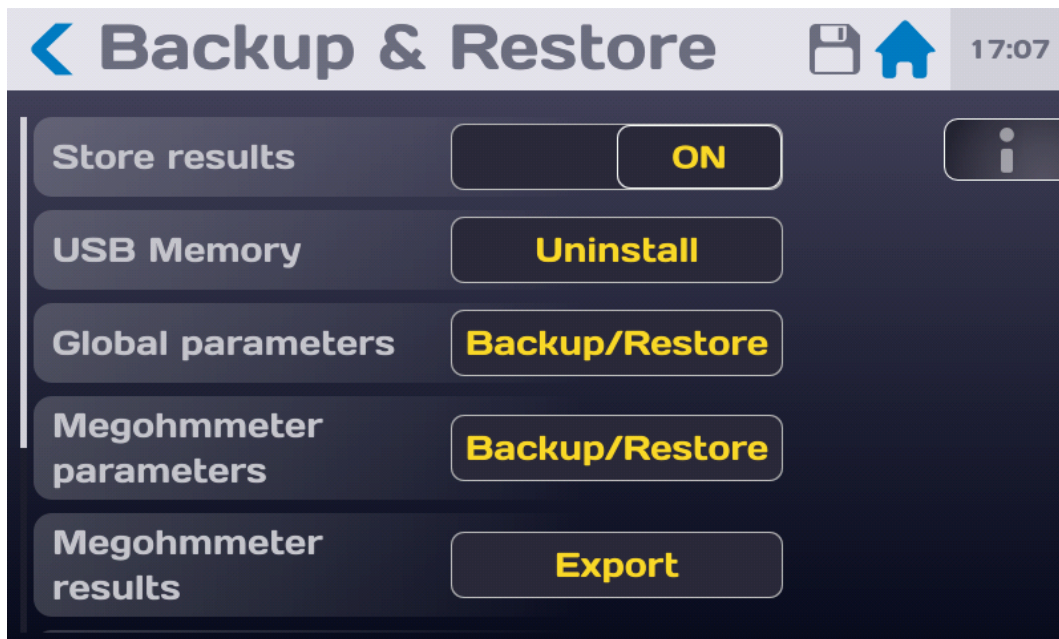 Backup & Restore
17:07
Store results
ON
USB Memory
Uninstall
Global parameters
Backup/Restore
Megohmmeter
parameters
Backup/Restore
Megohmmeter
results
Export